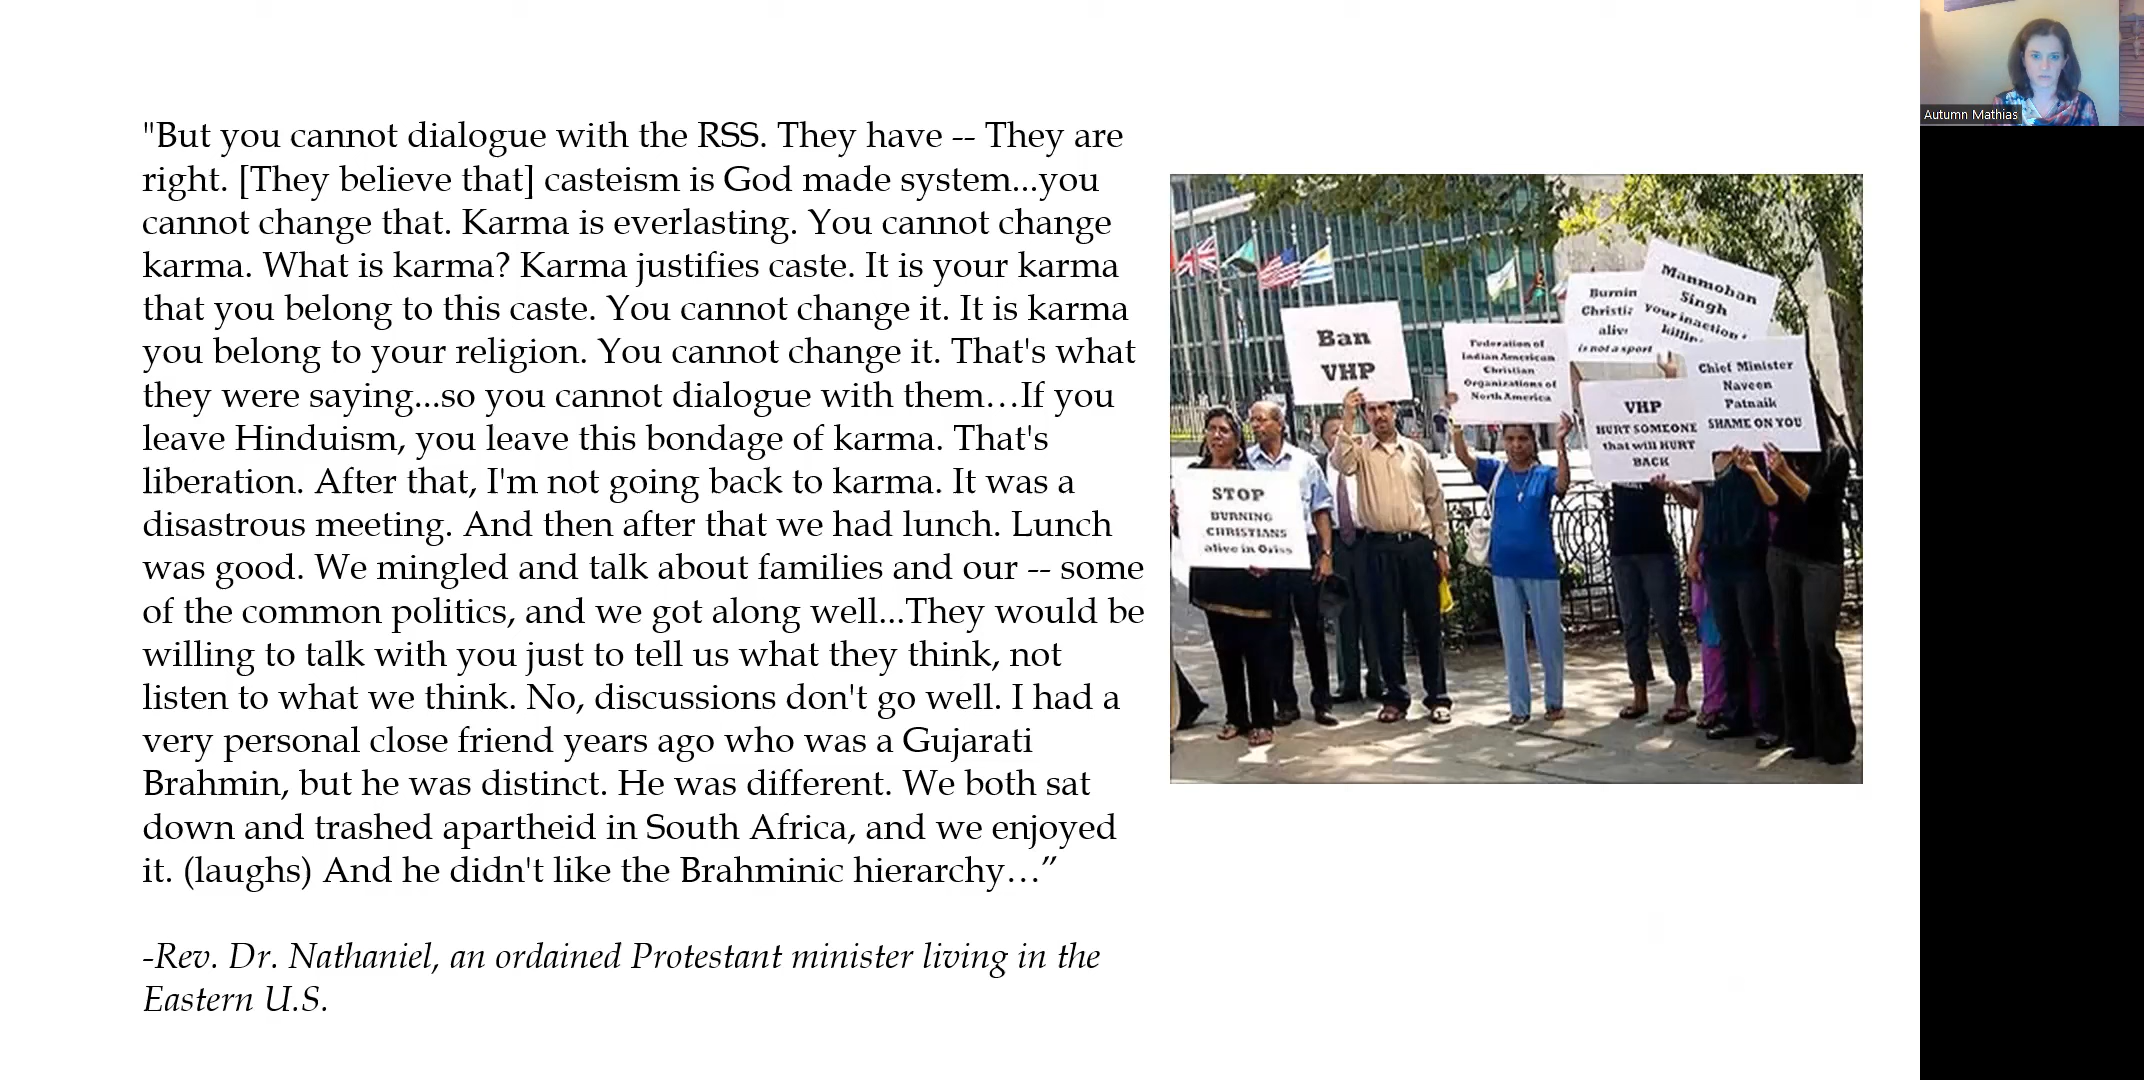 "But you cannot dialogue with the RSS. They have -- They are
right. [They believe that] casteism is God made system...you
cannot change that. Karma is everlasting. You cannot change
karma. What is karma? Karma justifies caste. It is your karma
that you belong to this caste. You cannot change it. It is karma
you belong to your religion. You cannot change it. That's what
they were saying...so you cannot dialogue with them…If you
leave Hinduism, you leave this bondage of karma. That's
liberation. After that, I'm not going back to karma. It was a
disastrous meeting. And then after that we had lunch. Lunch
was good. We mingled and talk about families and our -- some
of the common politics, and we got along well...They would be
willing to talk with you just to tell us what they think, not
listen to what we think. No, discussions don't go well. I had a
very personal close friend years ago who was a Gujarati
Brahmin, but he was distinct. He was different. We both sat
down and trashed apartheid in South Africa, and we enjoyed
it. (laughs) And he didn't like the Brahminic hierarchy…”
-Rev. Dr. Nathaniel, an ordained Protestant minister living in the
Eastern U.S.
Ban
VHP
Federation of
Indian American
Christian
Organizations of
North America
is not a sport
Manmohan
Singh
your inaction
Chief Minister
Naveen
Patnaik
SHAME ON YOU
VHP
HURT SOMEONE
that will HURT
BACK
STOP
BURNING
CHRISTIANS
alive in
Autumn Mathias